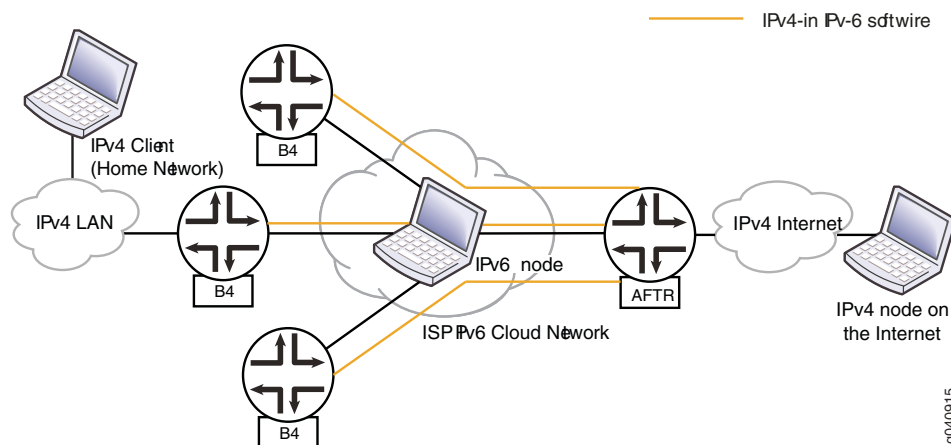 IPv4-in IPv-6 sdtwire
IPv4 Client
(Home Network)
B4
IPv4 LAN
B4
IPv6 node
ISP IPv6 Cloud Network
B4
AFTR
IPv4 Internet
IPv4 node on
the Internet
g040915